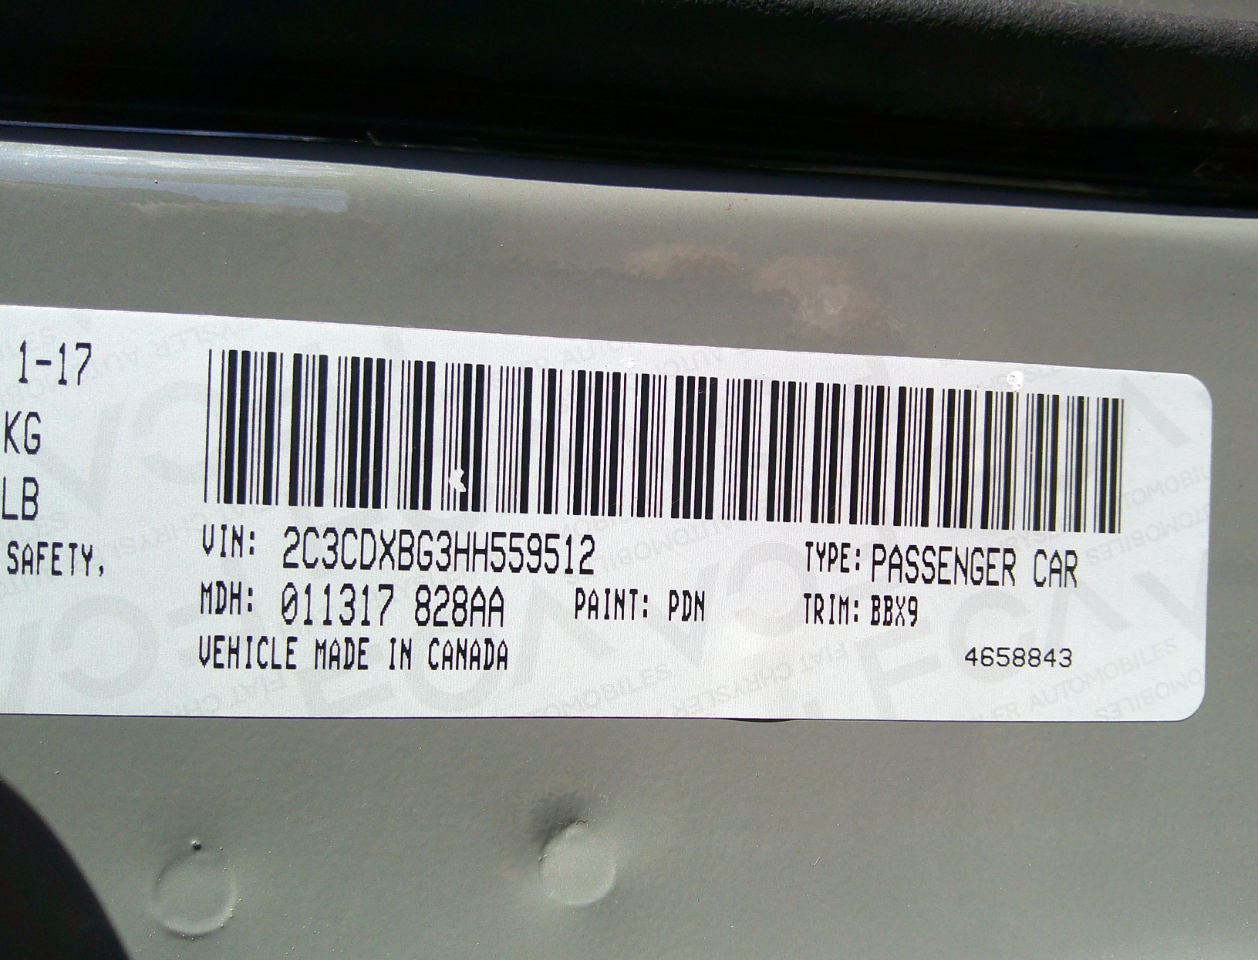 1-17
KG
LB
SAFETY,
VIN: 2C3CDXBG3HH559512
TYPE: PASSENGER CAR
MDH: 011317 828AA
PAINT: PDN
TRIM: BBX9
VEHICLE MADE IN CANADA
4658843